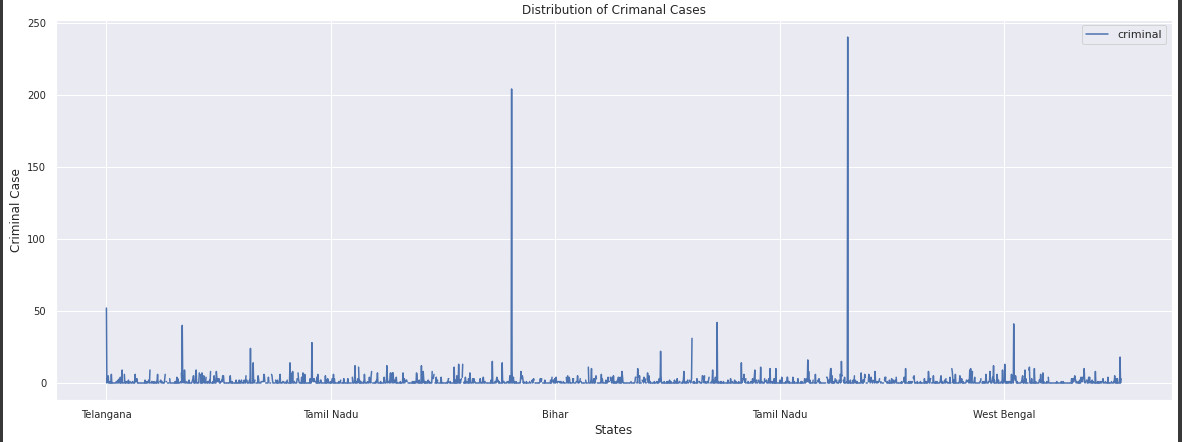 Distribution of Crimanal Cases
criminal
Criminal Case
250
200
150
100
50
0
Telangana
Tamil Nadu
Bihar
Tamil Nadu
West Bengal
States